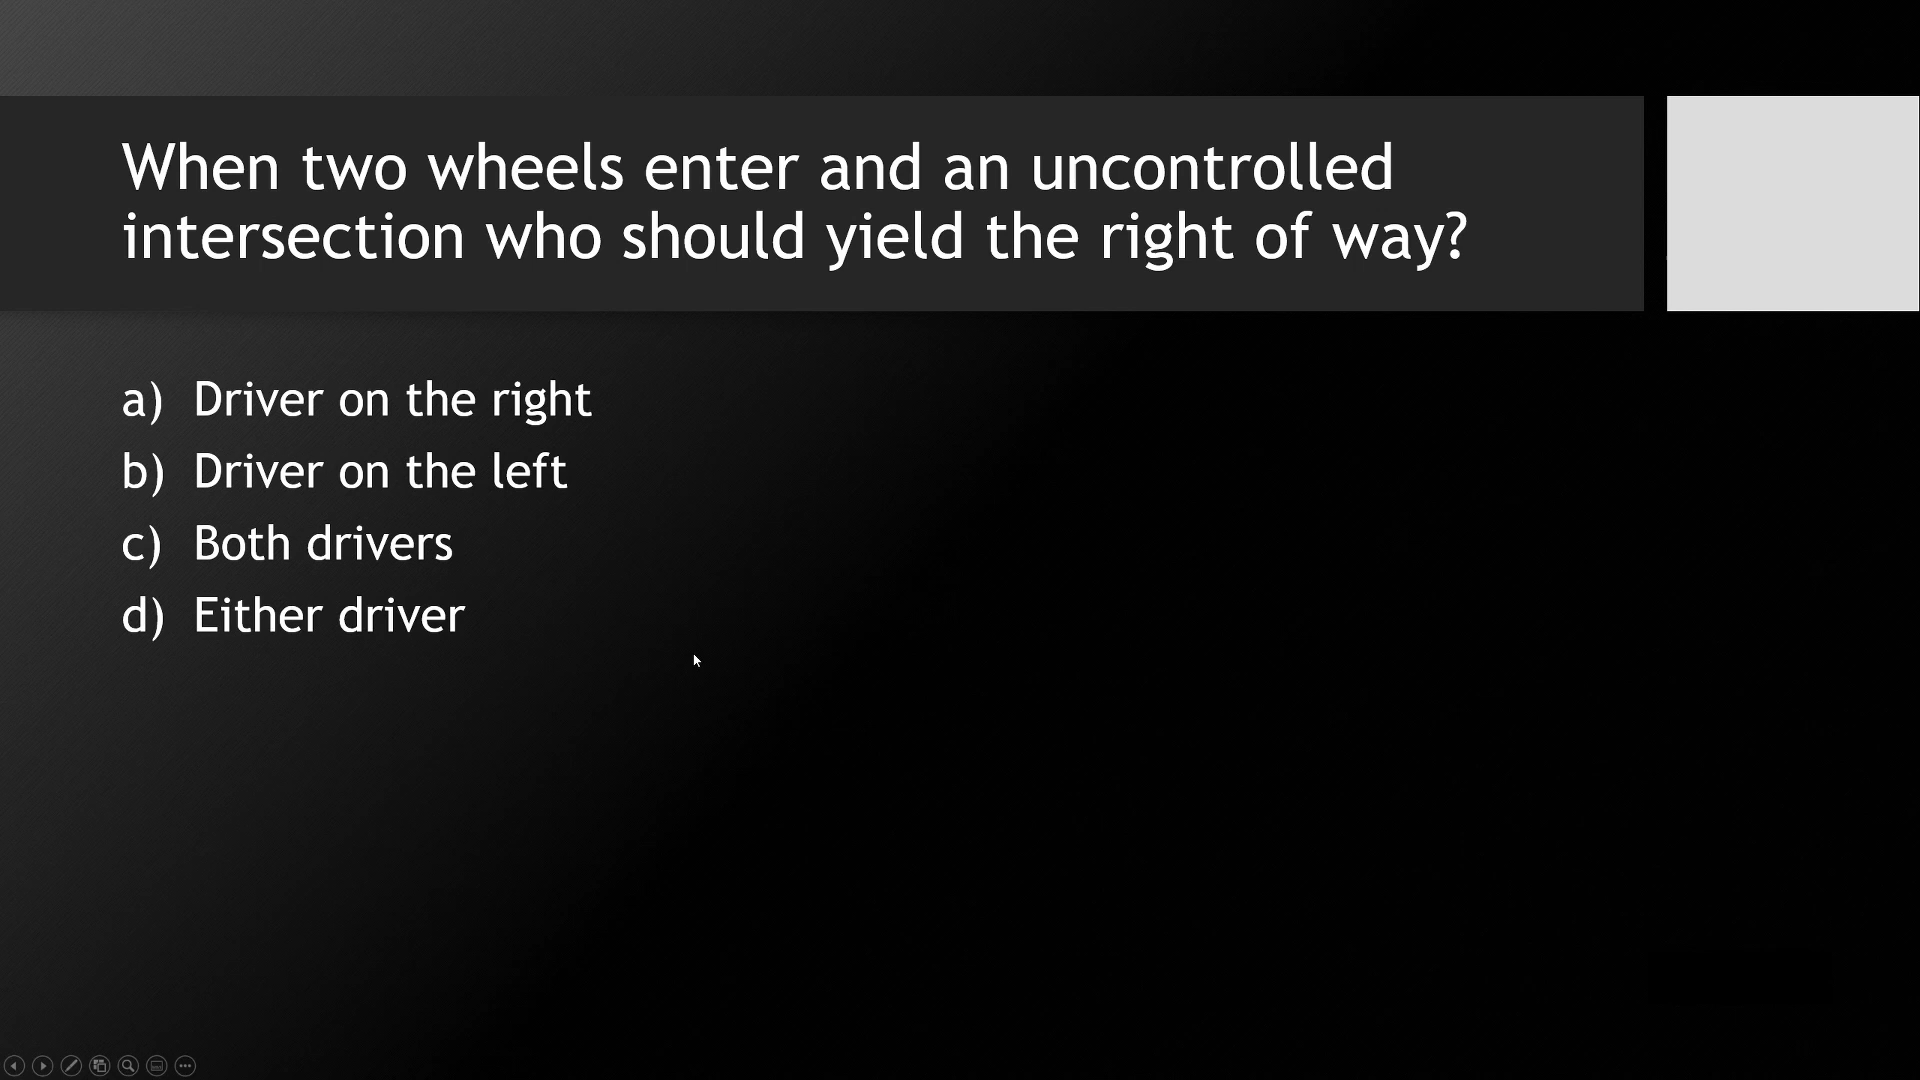 When two wheels enter and an uncontrolled
intersection who should yield the right of way?
a) Driver on the right
b) Driver on the left
c) Both drivers
d) Either driver